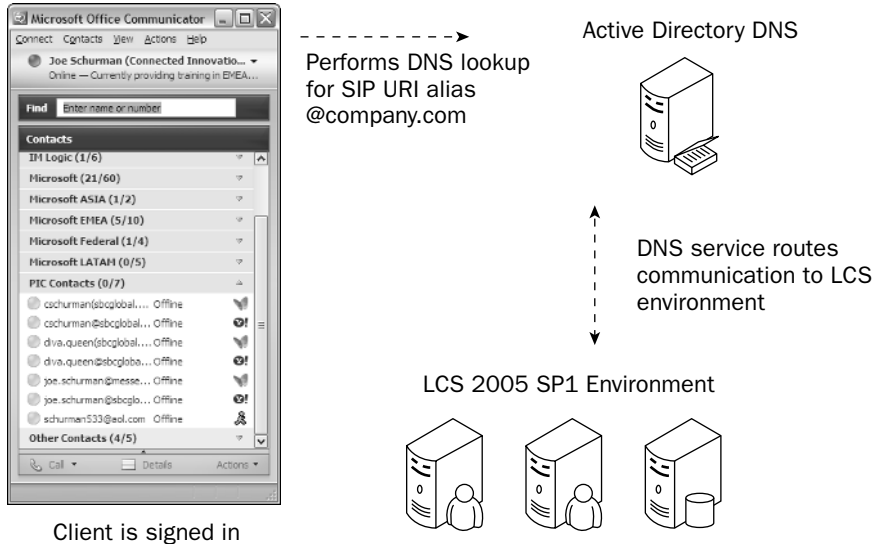 Microsoft Office Communicator
Connect Contacts View Actions Help
Joe Schurman (Connected Innovatio...
Online — Currently providing training in EMEA...
Find Enter name or number
Contacts
IM Logic (1/6)
Microsoft (21/60)
Microsoft ASIA (1/2)
Microsoft EMEA (5/10)
Microsoft Federal (1/4)
Microsoft LATAM (0/5)
PIC Contacts (0/7)
cschurman(sbcglobal.... Offline
cschurman@sbcglobal... Offline
diva.queen(sbcglobal... Offline
diva.queen@sbcgloba... Offline
joe.schurman@messe... Offline
joe.schurman@sbcglo... Offline
schurman533@aol.com Offline
Other Contacts (4/5)
Call Details Actions
Client is signed in
Performs DNS lookup
for SIP URI alias
@company.com
Active Directory DNS
DNS service routes
communication to LCS
environment
LCS 2005 SP1 Environment